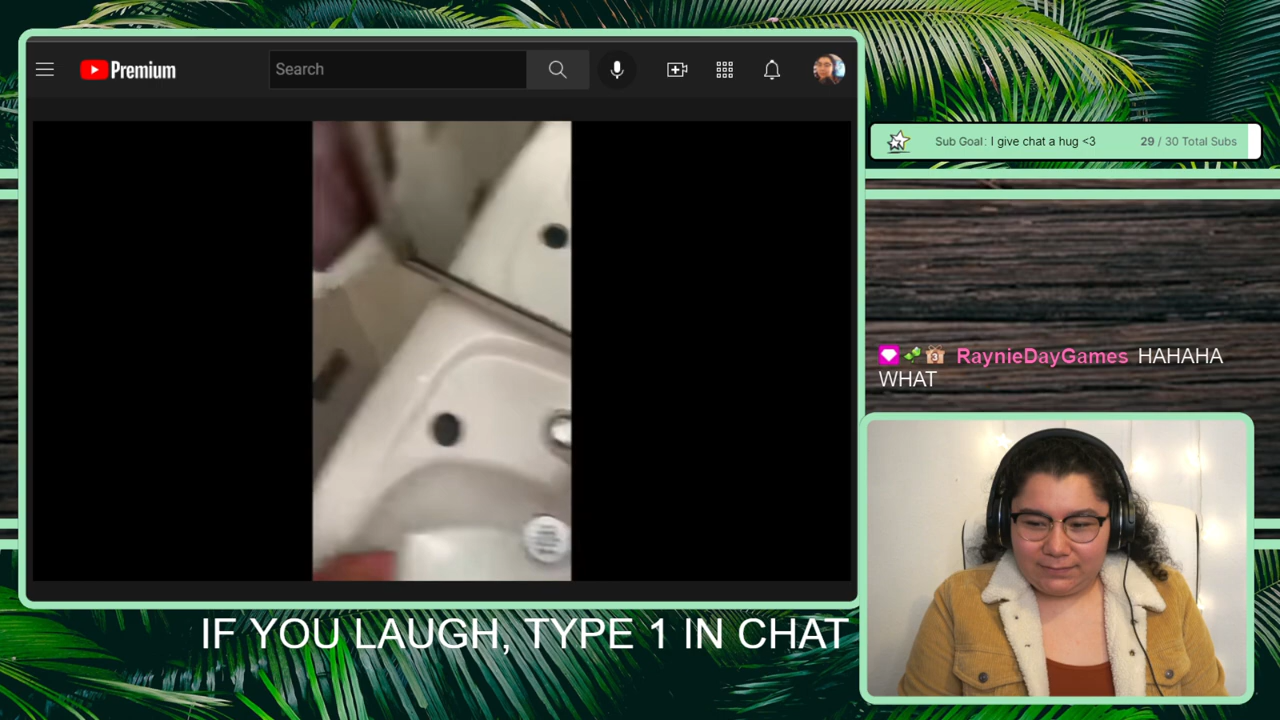 Premium
Search
Sub Goal: I give chat a hug <3 29 / 30 Total Subs
3 RaynieDayGames HAHAHA
WHAT
IF YOU LAUGH, TYPE 1 IN CHAT